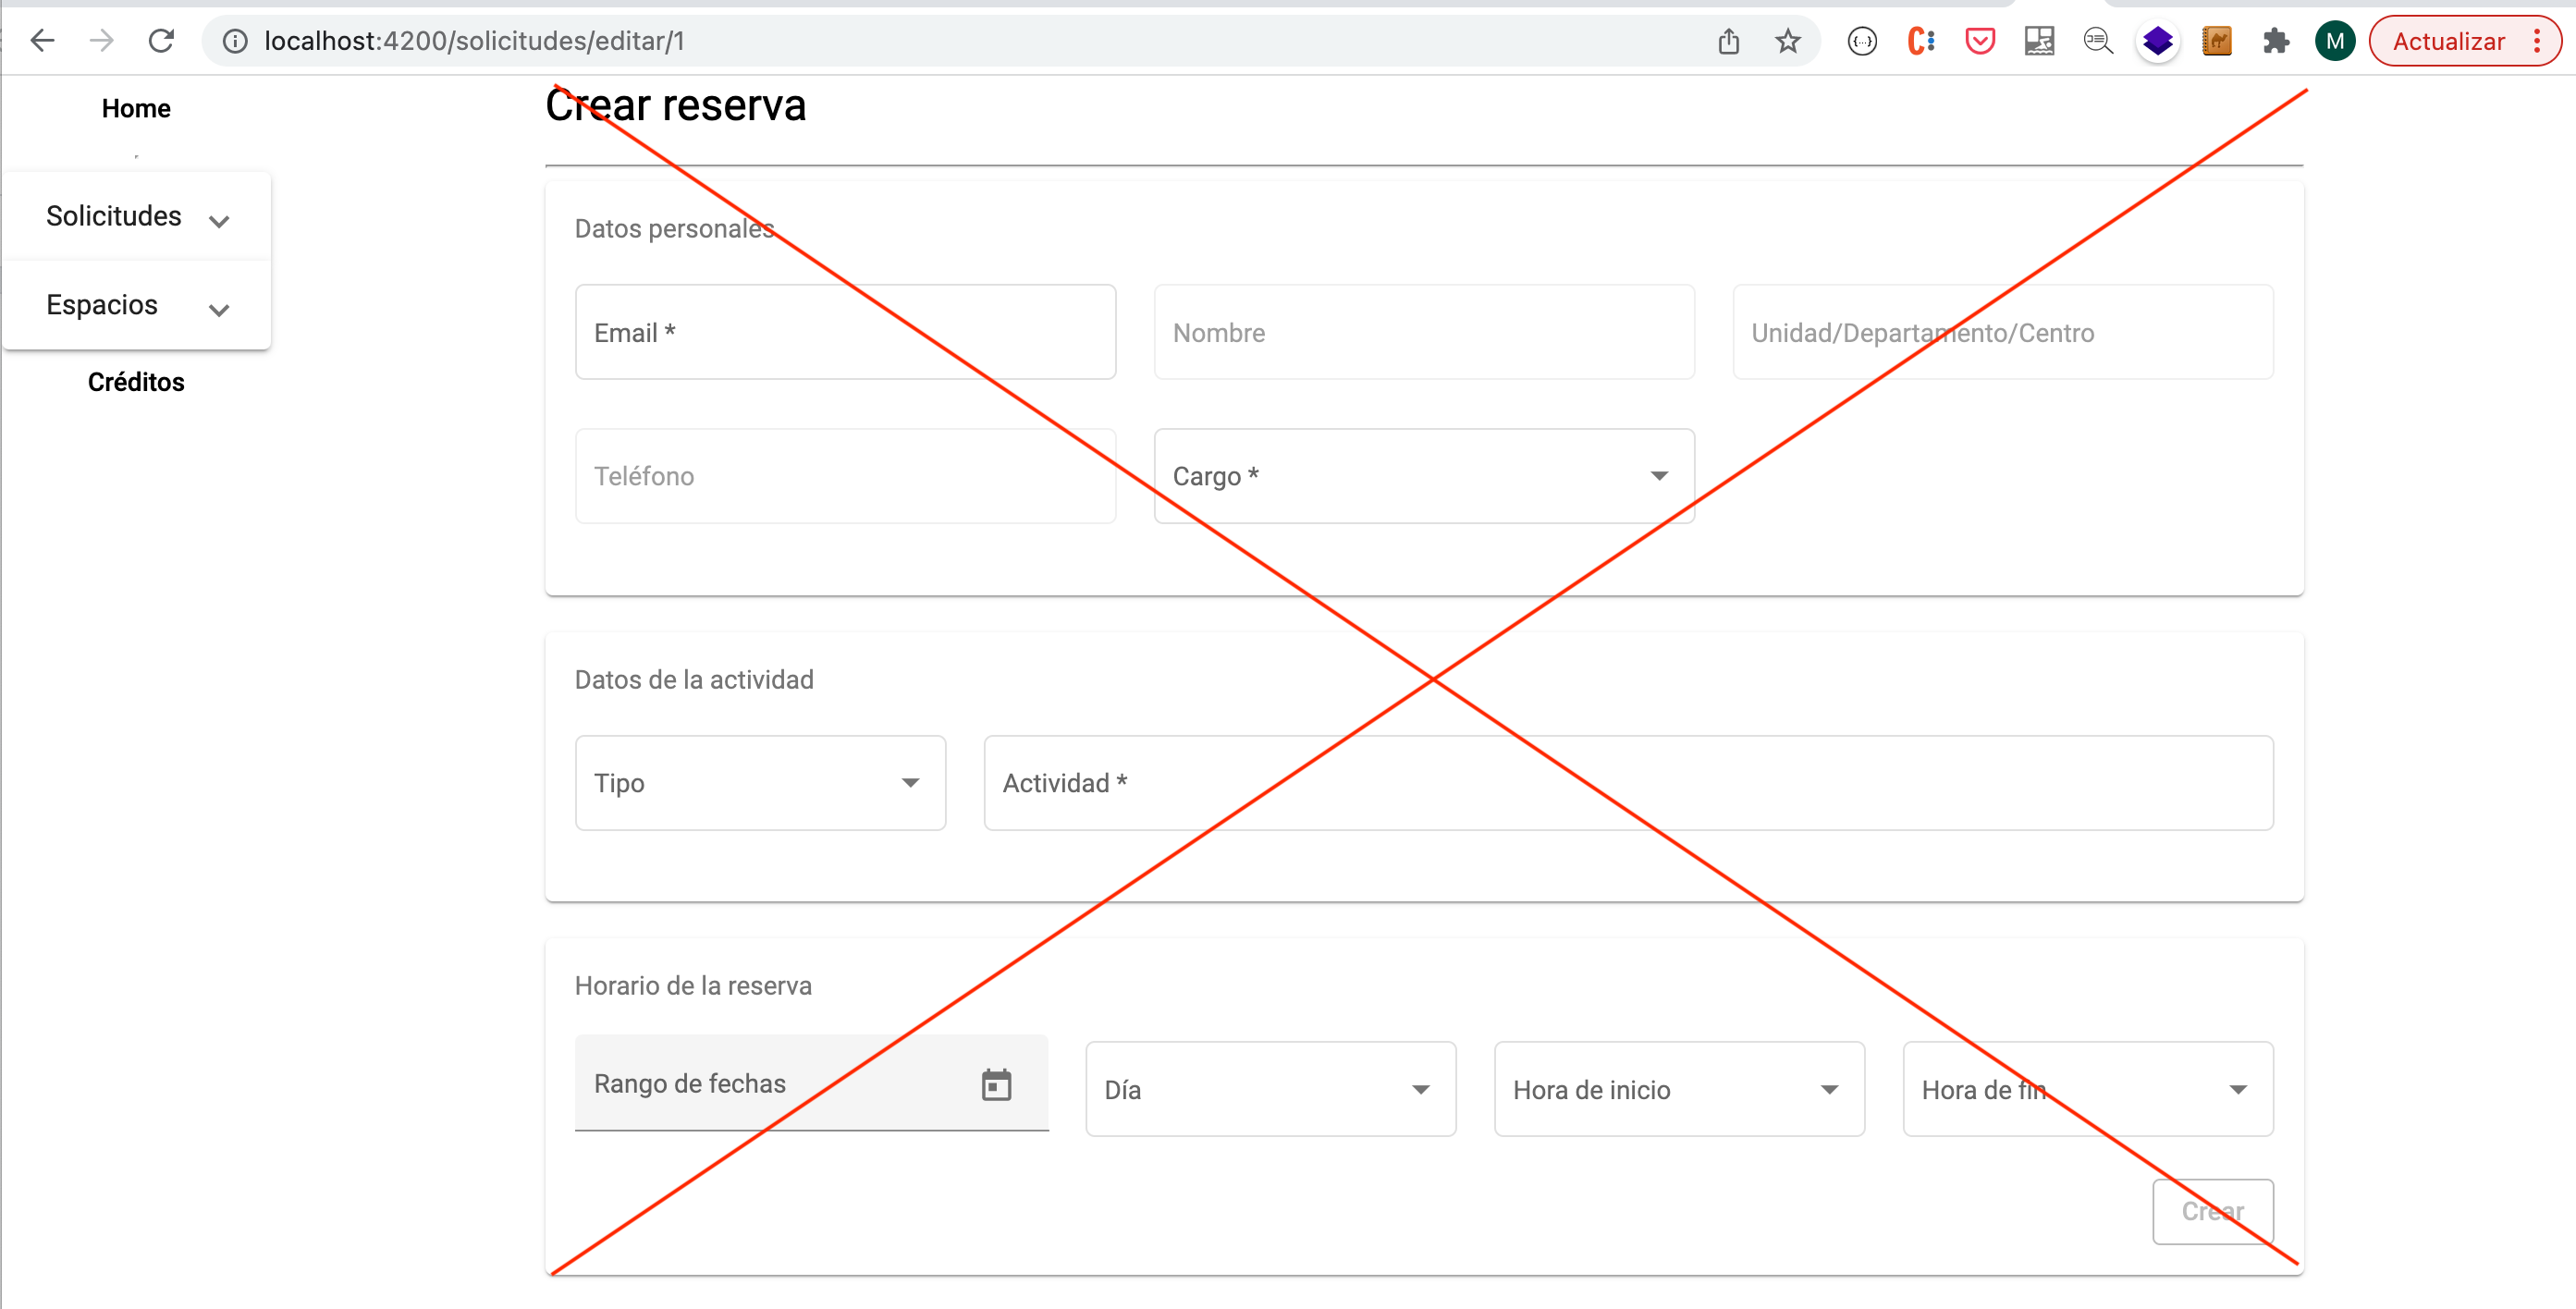 localhost:4200/solicitudes/editar/1
M
Actualizar
Home
Solicitudes
Espacios
Créditos
Crear reserva
Datos personales
Email *
Nombre
Unidad/Departamento/Centro
Teléfono
Cargo *
Datos de la actividad
Tipo
Actividad *
Horario de la reserva
Rango de fechas
Día
Hora de inicio
Hora de fin
Crear